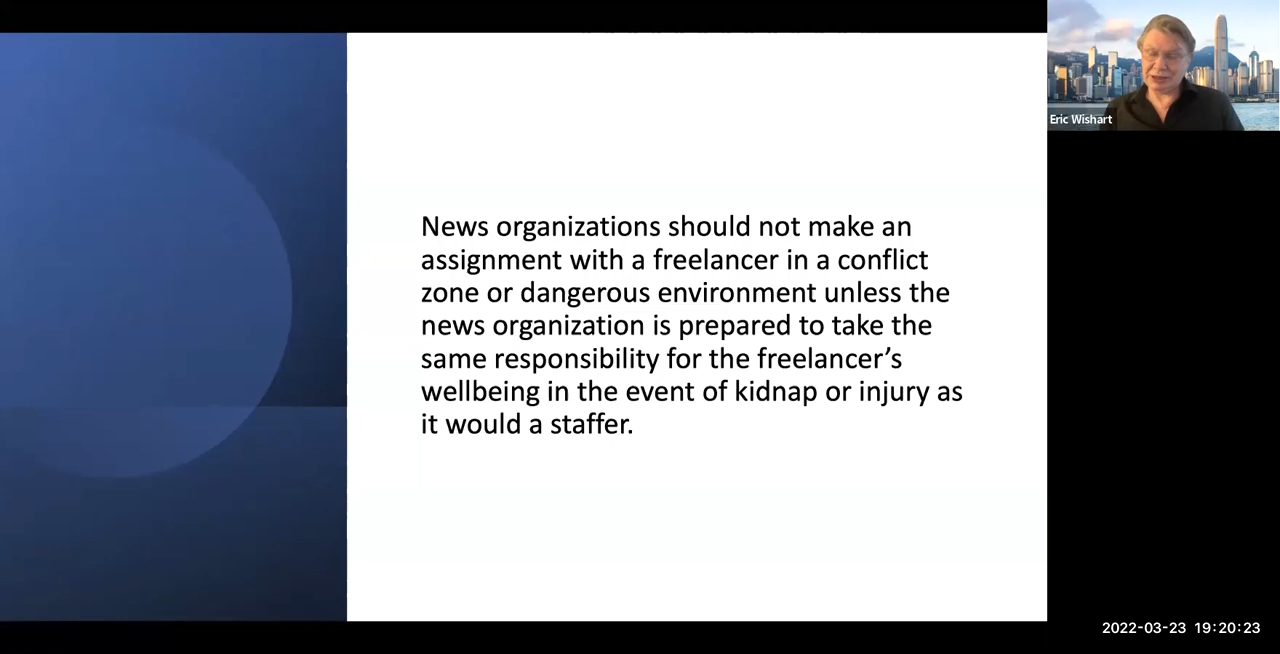 Eric Wishart
News organizations should not make an
assignment with a freelancer in a conflict
zone or dangerous environment unless the
news organization is prepared to take the
same responsibility for the freelancer’s
wellbeing in the event of kidnap or injury as
it would a staffer.
2022-03-23 19:20:23